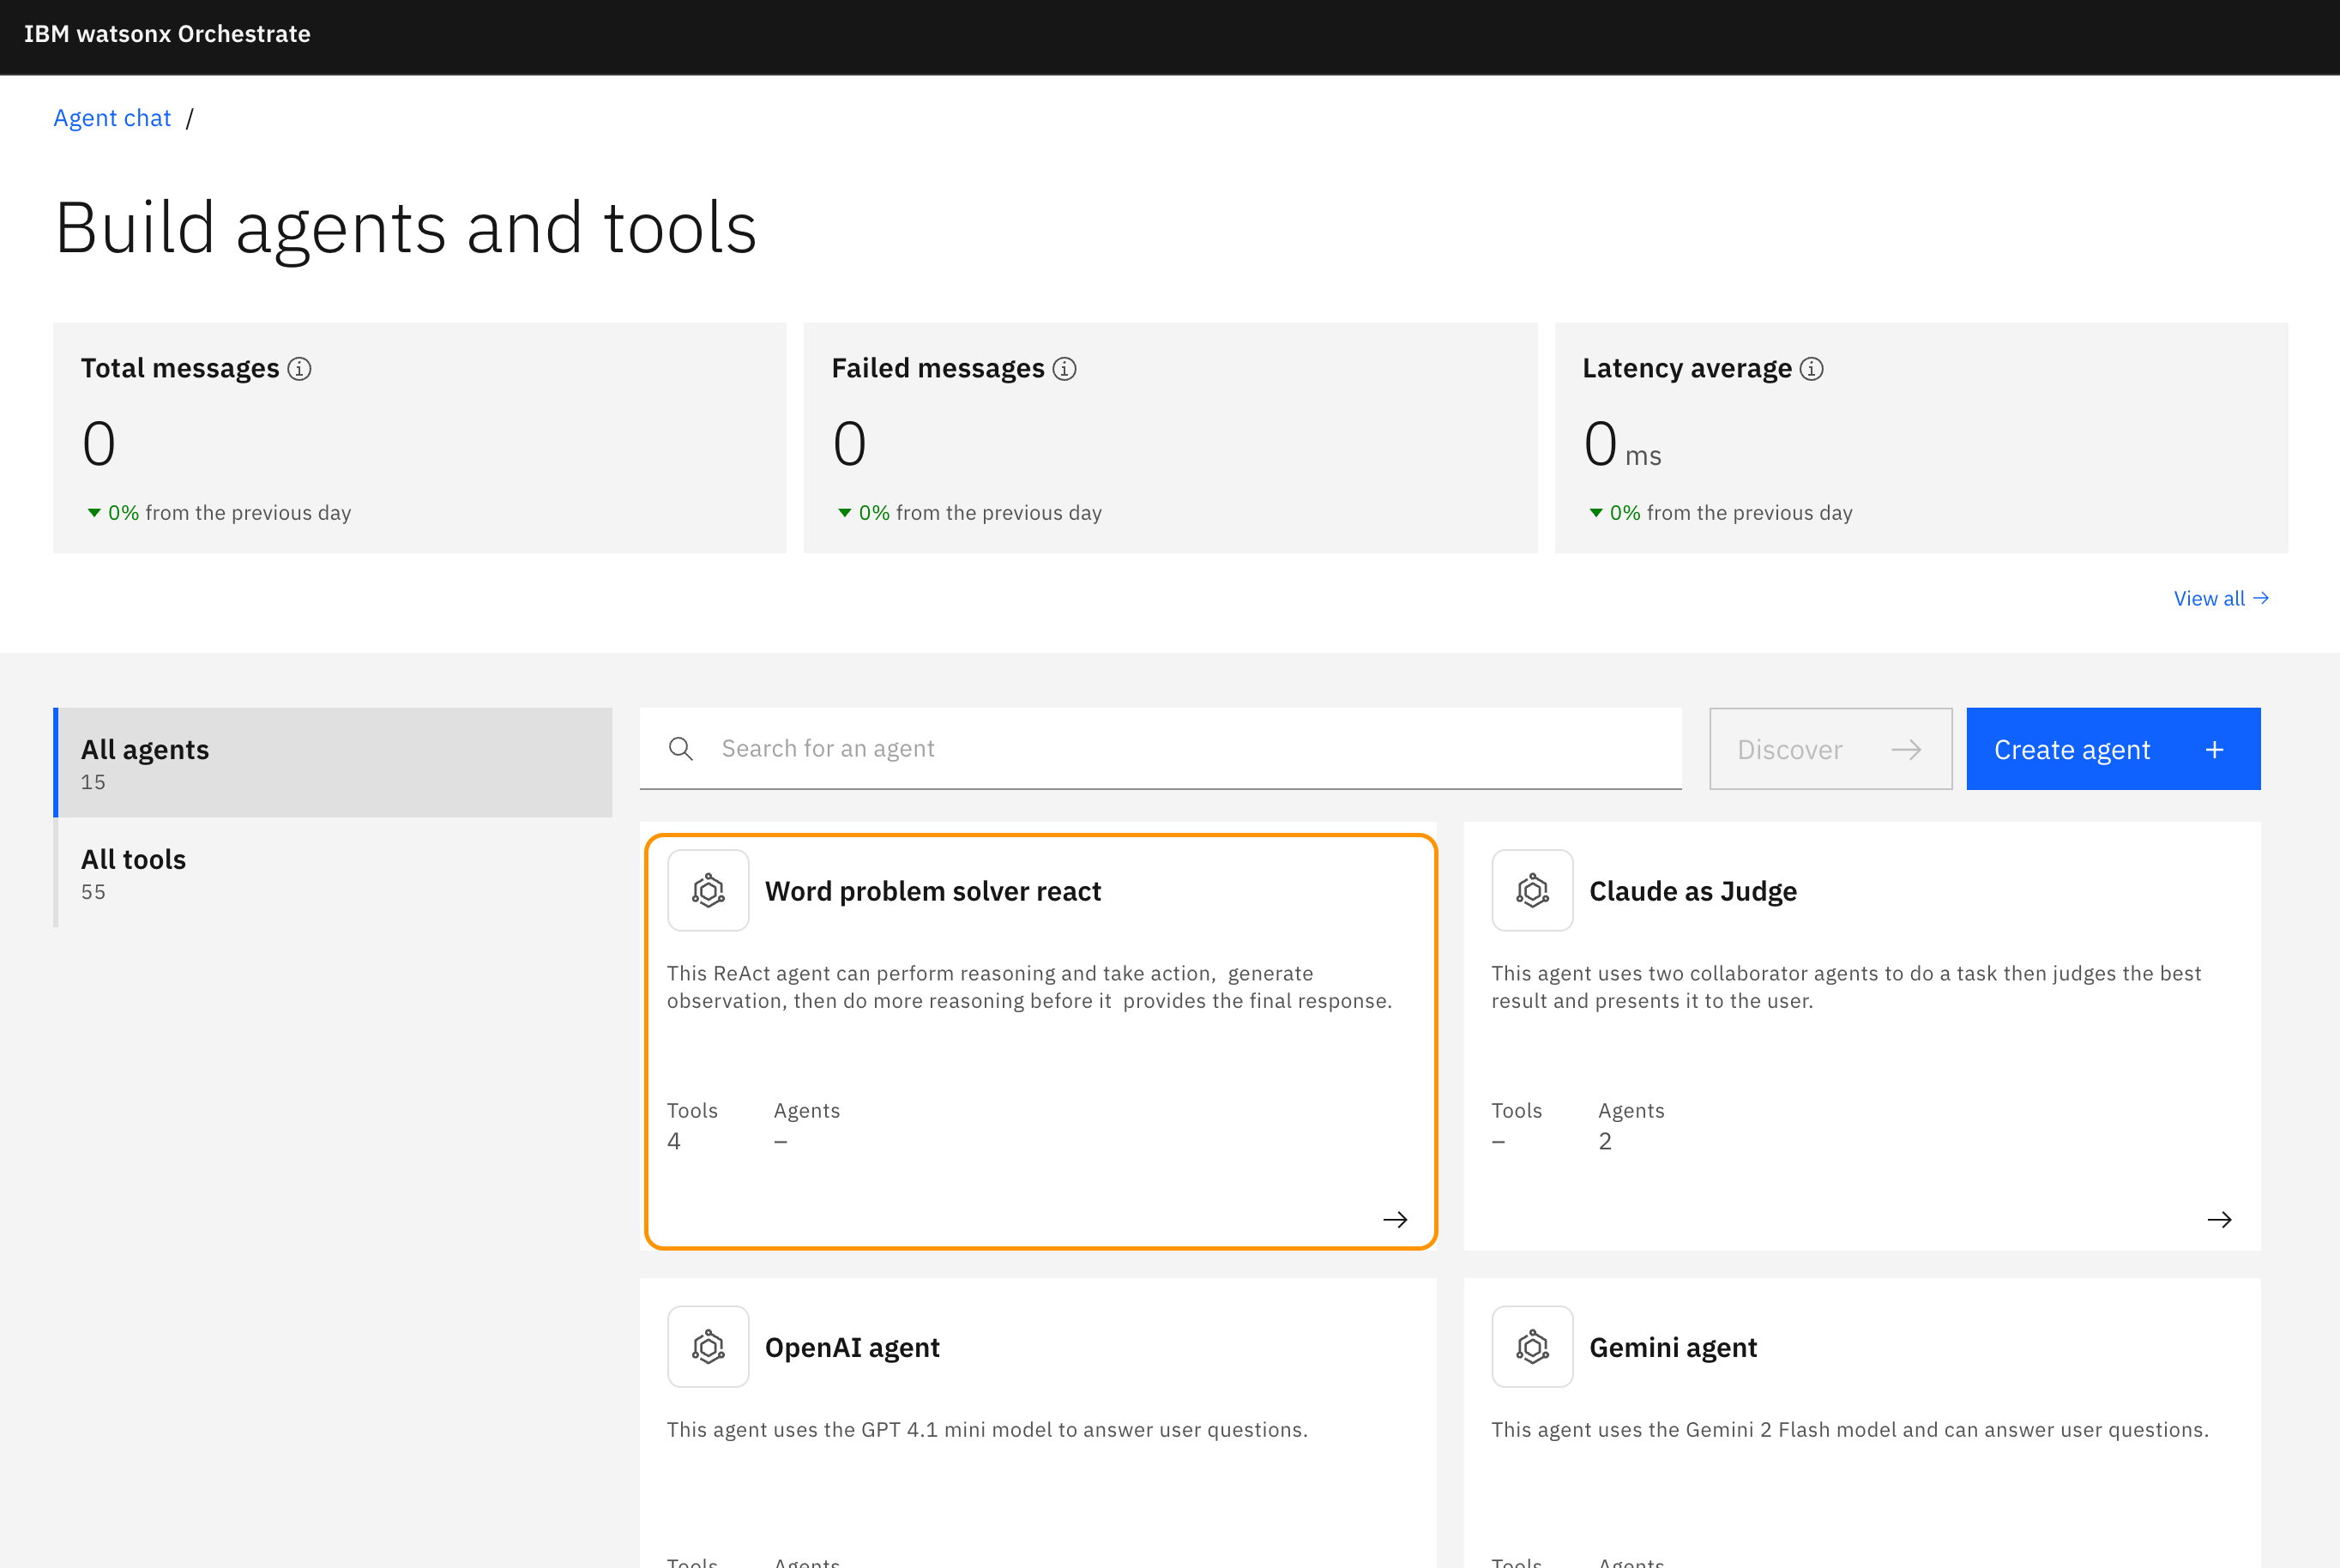 IBM watsonx Orchestrate
Agent chat /
Build agents and tools
Total messages
0
0% from the previous day
Failed messages
0
0% from the previous day
Latency average
0 ms
0% from the previous day
View all →
All agents
15
All tools
55
Search for an agent
Discover →
Create agent +
Word problem solver react
This ReAct agent can perform reasoning and take action,  generate
observation, then do more reasoning before it  provides the final response.
Tools Agents
4 –
Claude as Judge
This agent uses two collaborator agents to do a task then judges the best
result and presents it to the user.
Tools Agents
– 2
OpenAI agent
This agent uses the GPT 4.1 mini model to answer user questions.
Tools Agents
Gemini agent
This agent uses the Gemini 2 Flash model and can answer user questions.
Tools Agents